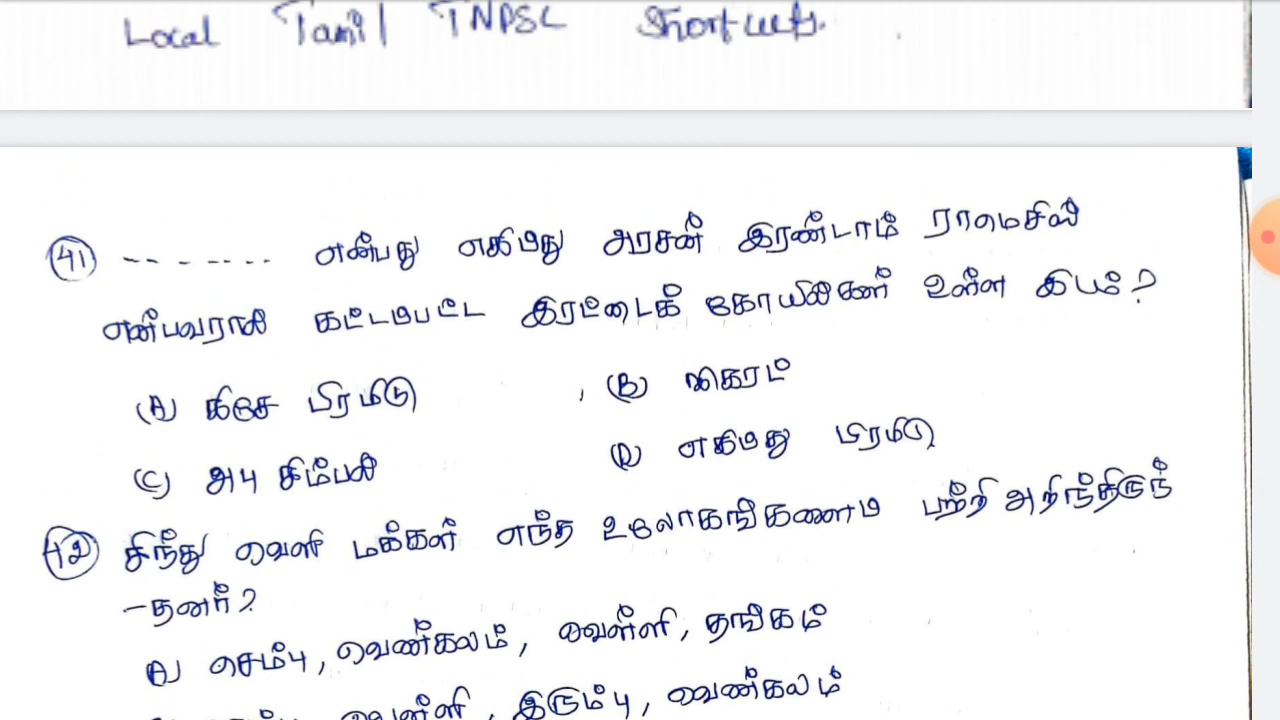 Local Tamil TNPSC Shortcuts.
(41) -- - - - - - என்பது எகிப்து அரசன் இரண்டாம் ராமெசிஸ்
என்பவரால் கட்டப்பட்ட இரட்டைக் கோயில்கள் உள்ள இடம்?
(A) கிசே பிரமிடு
(B) நிகரம்
(C) அபு சிம்பல்
(D) எகிப்து பிரமிடு
(42) சிந்து வெளி மக்கள் எந்த உலோகங்களைப் பற்றி அறிந்திருந்
-தனர்?
A) செம்பு, வெண்கலம், வெள்ளி, தங்கம்
வெள்ளி, இரும்பு, வெண்கலம்